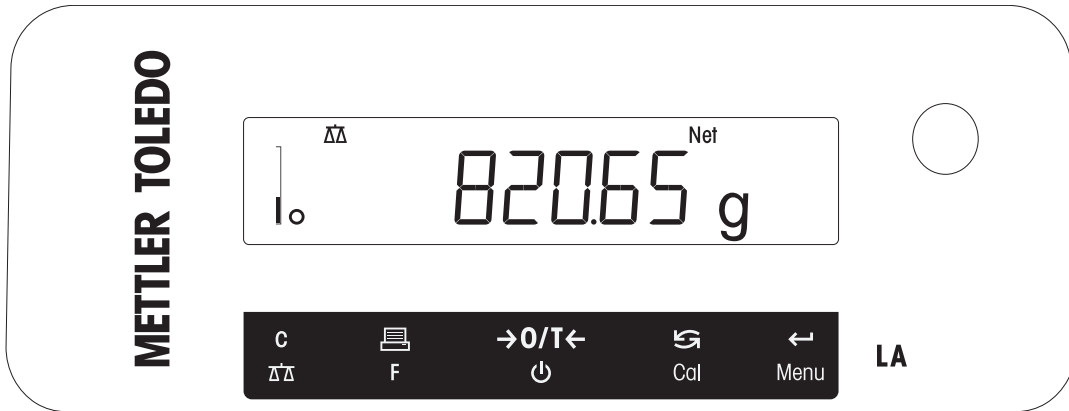 METTLER TOLEDO
Net
820.65 g
C →0/T←
F Cal Menu
LA